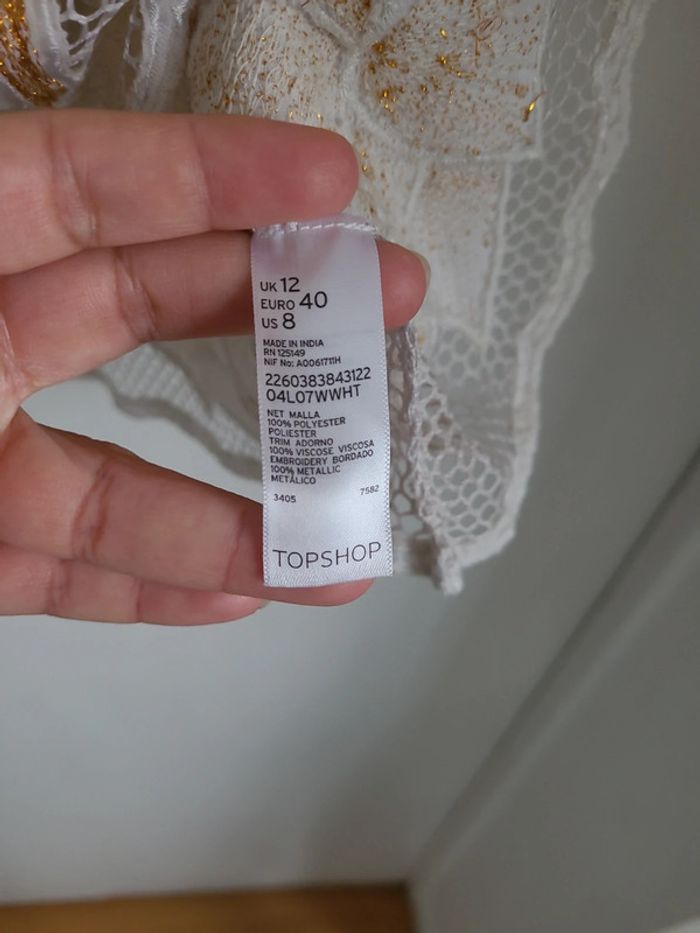 UK 12
EURO 40
US 8
MADE IN INDIA
RN 125149
NIF No: A0061711H
2260383843122
04L07WWHT
NET MALLA
100% POLYESTER
POLIESTER
TRIM ADORNO
100% VISCOSE VISCOSA
EMBROIDERY BORDADO
100% METALLIC
METÁLICO
3405 7582
TOPSHOP